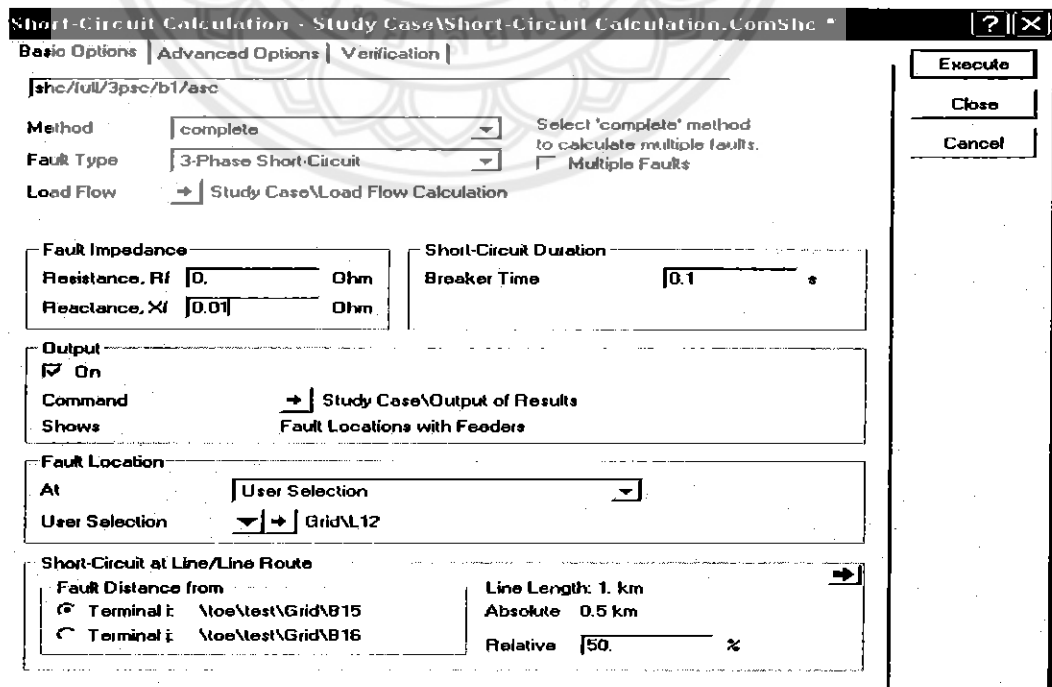 Short-Circuit Calculation - Study Case\Short-Circuit Calculation.ComShc *
Basic Options Advanced Options Verification
Execute
Close
Cancel
shc/full/3psc/b1/asc
Method complete
Select 'complete' method
to calculate multiple faults.
Multiple Faults
Fault Type 3-Phase Short-Circuit
Load Flow Study Case\Load Flow Calculation
Fault Impedance
Resistance, Rf 0. Ohm
Reactance, Xf 0.01 Ohm
Short-Circuit Duration
Breaker Time 0.1 s
Output
On
Command Study Case\Output of Results
Shows Fault Locations with Feeders
Fault Location
At User Selection
User Selection Grid\L12
Short-Circuit at Line/Line Route
Fault Distance from
Terminal i: \toe\test\Grid\B15
Terminal j: \toe\test\Grid\B16
Line Length: 1. km
Absolute 0.5 km
Relative 50. %